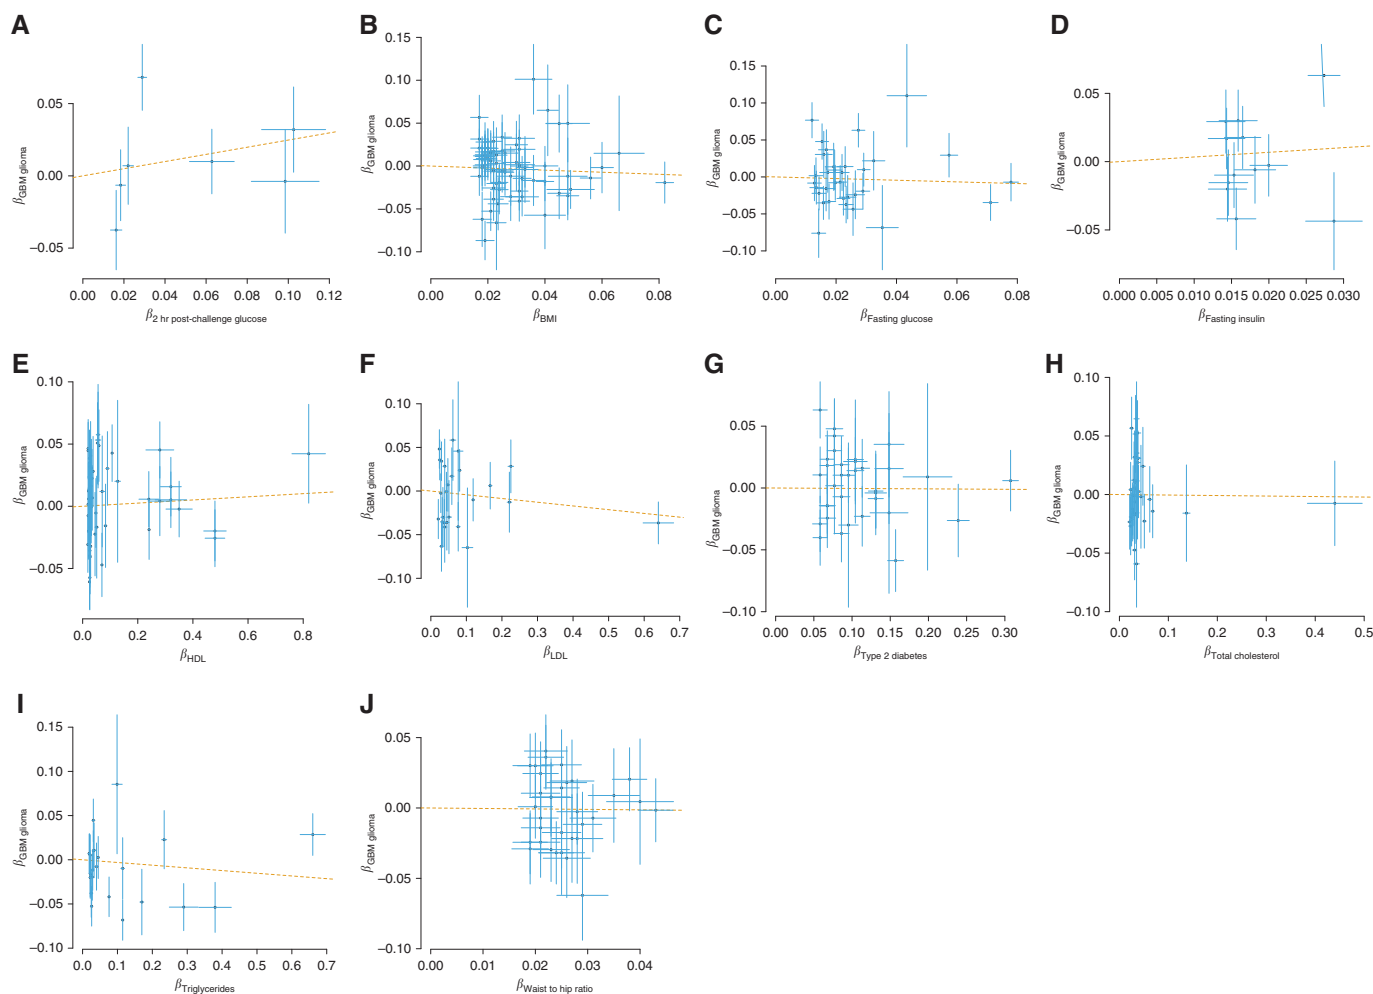 A
0.05
0.00
–0.05
βGBM glioma
0.00 0.02 0.04 0.06 0.08 0.10 0.12
β2 hr post-challenge glucose
B
0.15
0.10
0.05
0.00
–0.05
–0.10
βGBM glioma
0.00 0.02 0.04 0.06 0.08
βBMI
C
0.15
0.10
0.05
0.00
–0.05
–0.10
βGBM glioma
0.00 0.02 0.04 0.06 0.08
βFasting glucose
D
0.05
0.00
–0.05
βGBM glioma
0.000 0.005 0.010 0.015 0.020 0.025 0.030
βFasting insulin
E
0.10
0.05
0.00
–0.05
βGBM glioma
0.0 0.2 0.4 0.6 0.8
βHDL
F
0.10
0.05
0.00
–0.05
–0.10
βGBM glioma
0.0 0.1 0.2 0.3 0.4 0.5 0.6 0.7
βLDL
G
0.05
0.00
–0.05
–0.10
βGBM glioma
0.00 0.05 0.10 0.15 0.20 0.25 0.30
βType 2 diabetes
H
0.10
0.05
0.00
–0.05
–0.10
βGBM glioma
0.0 0.1 0.2 0.3 0.4 0.5
βTotal cholesterol
I
0.15
0.10
0.05
0.00
–0.05
–0.10
βGBM glioma
0.0 0.1 0.2 0.3 0.4 0.5 0.6 0.7
βTriglycerides
J
0.05
0.00
–0.05
–0.10
βGBM glioma
0.00 0.01 0.02 0.03 0.04
βWaist to hip ratio